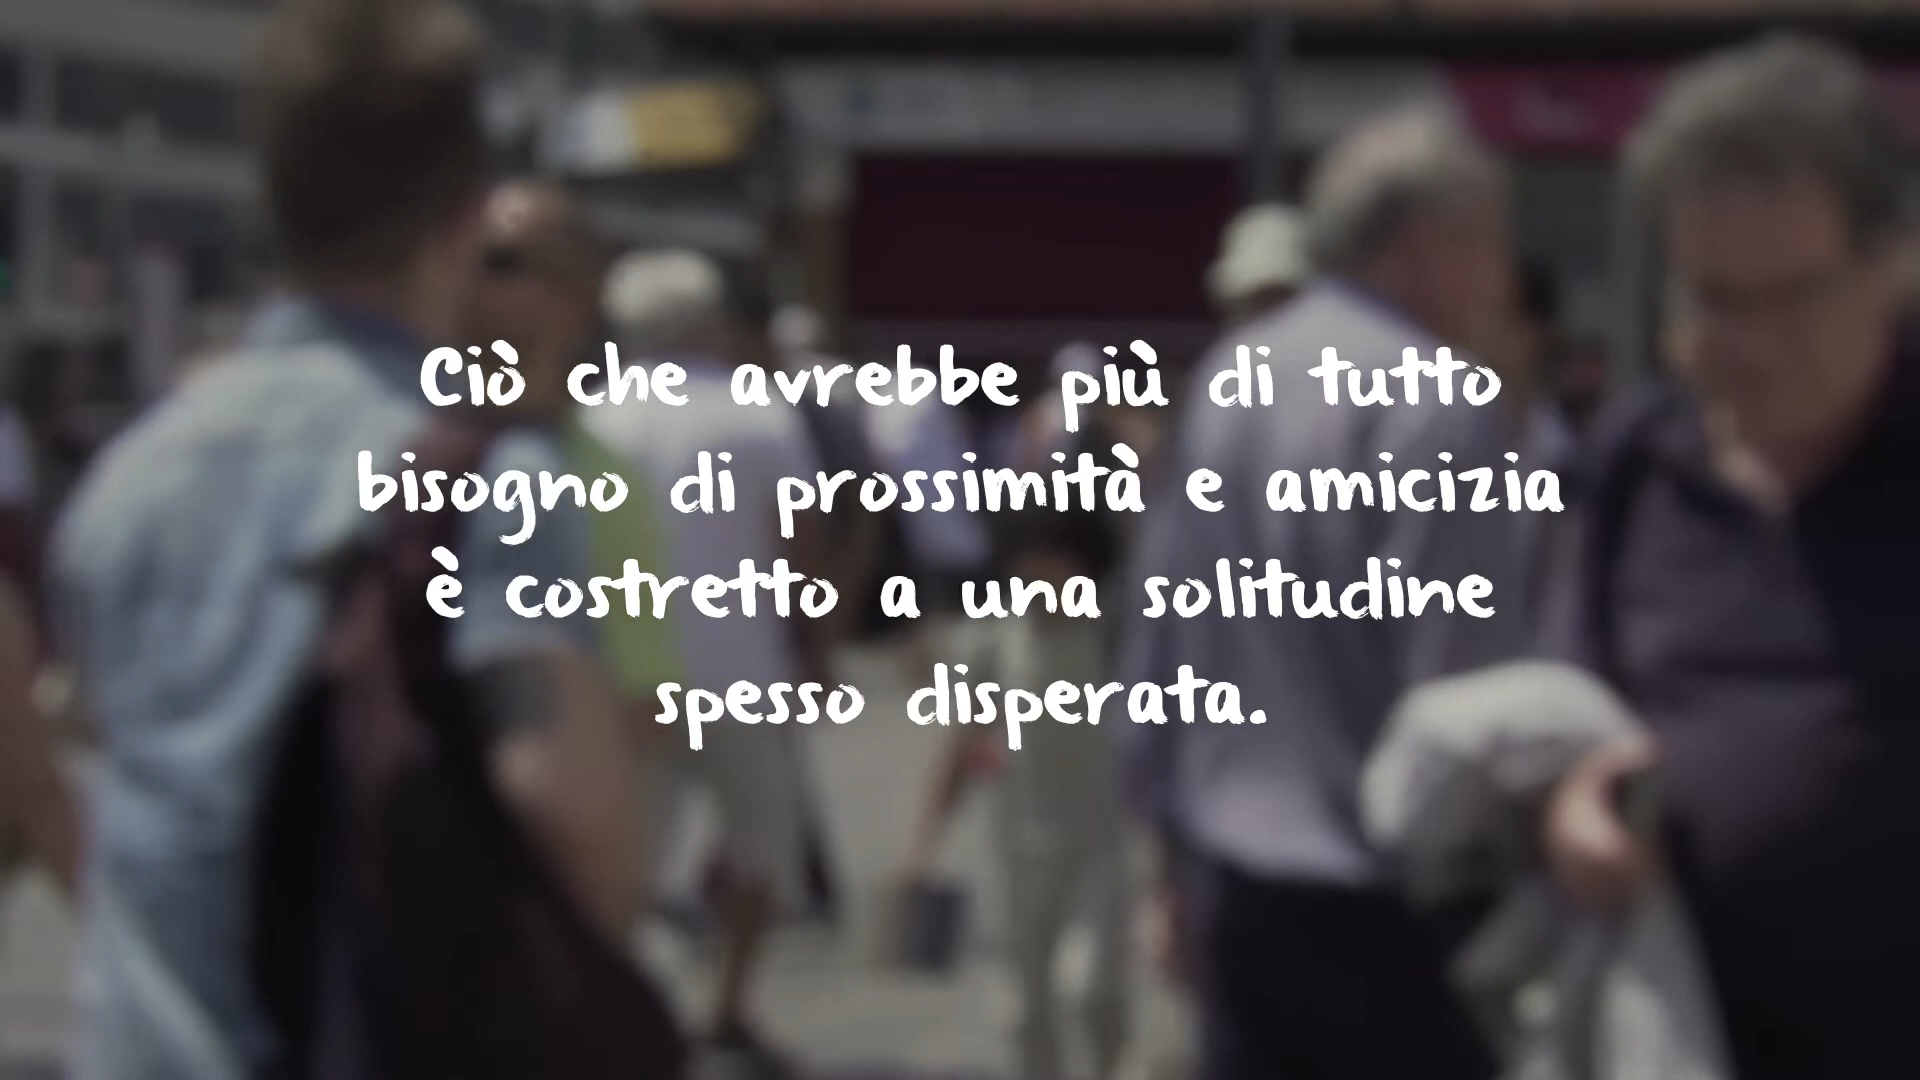 Ciò che avrebbe più di tutto
bisogno di prossimità e amicizia
è costretto a una solitudine
spesso disperata.